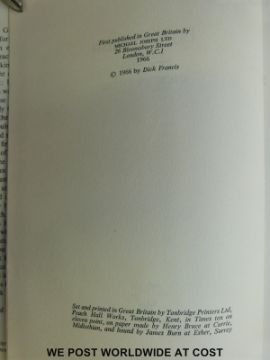 First published in Great Britain by
MICHAEL JOSEPH LTD
26 Bloomsbury Street
London, W.C.I
1966
© 1966 by Dick Francis
Set and printed in Great Britain by Tonbridge Printers Ltd,
Peach Hall Works, Tonbridge, Kent, in Times ten on
eleven point, on paper made by Henry Bruce at Currie,
Midlothian, and bound by James Burn at Esher, Surrey
WE POST WORLDWIDE AT COST